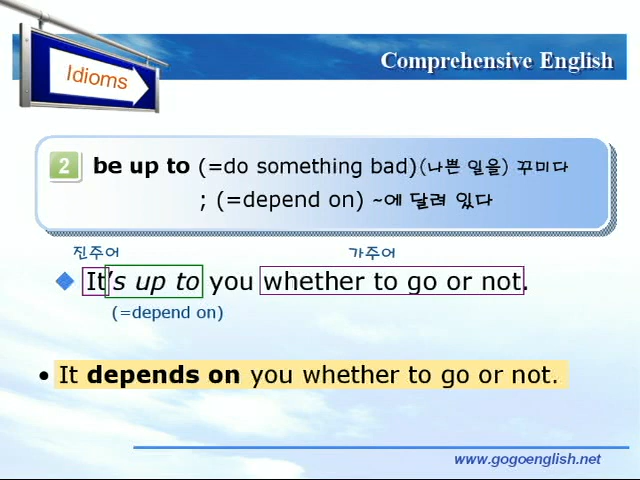 Idioms
Comprehensive English
2 be up to (=do something bad)(나쁜 일을) 꾸미다
; (=depend on) ~에 달려 있다
진주어 가주어
It's up to you whether to go or not.
(=depend on)
• It depends on you whether to go or not.
www.gogoenglish.net